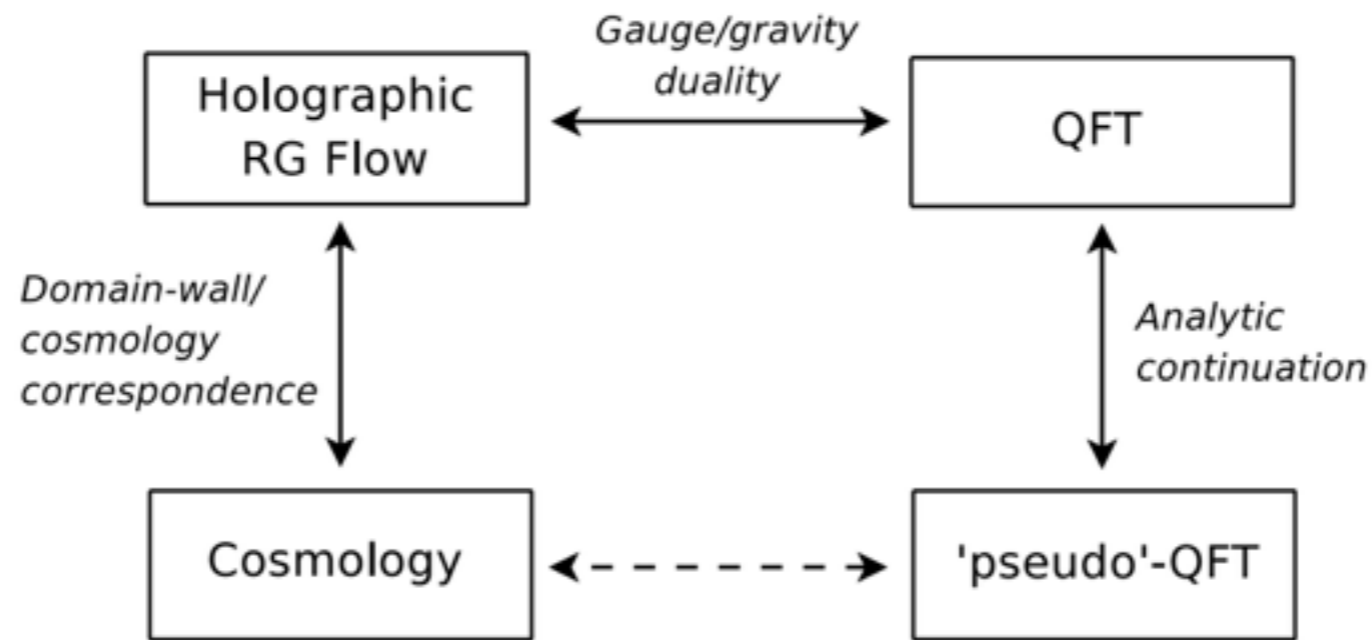 Gauge/gravity
duality
Holographic
RG Flow
QFT
Domain-wall/
cosmology
correspondence
Analytic
continuation
Cosmology
'pseudo'-QFT